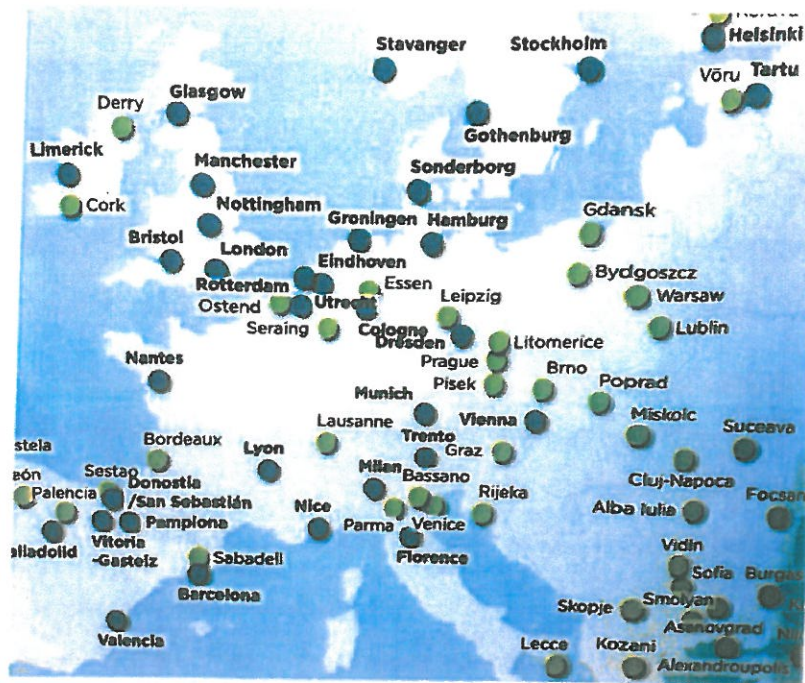 Stavanger
Stockholm
Helsinki
Võru
Tartu
Derry
Glasgow
Gothenburg
Limerick
Manchester
Sonderborg
Cork
Nottingham
Groningen
Hamburg
Gdansk
Bristol
London
Eindhoven
Rotterdam
Essen
Bydgoszcz
Ostend
Utrecht
Leipzig
Warsaw
Seraing
Cologne
Dresden
Litomerice
Lublin
Nantes
Prague
Pisek
Brno
Poprad
Munich
Lausanne
Vienna
Miskolc
Suceava
stela
Bordeaux
Lyon
Trento
Graz
Cluj-Napoca
eón
Sestao
Donostia
/San Sebastián
Milan
Bassano
Palencia
Rijeka
Alba Iulia
Focsan
Pamplona
Nice
Parma
Venice
alladolid
Vitoria
-Gasteiz
Florence
Sabadell
Vidin
Sofia
Burgas
Barcelona
Skopje
Smolyan
Valencia
Asenovgrad
Lecce
Kozani
Alexandroupolis